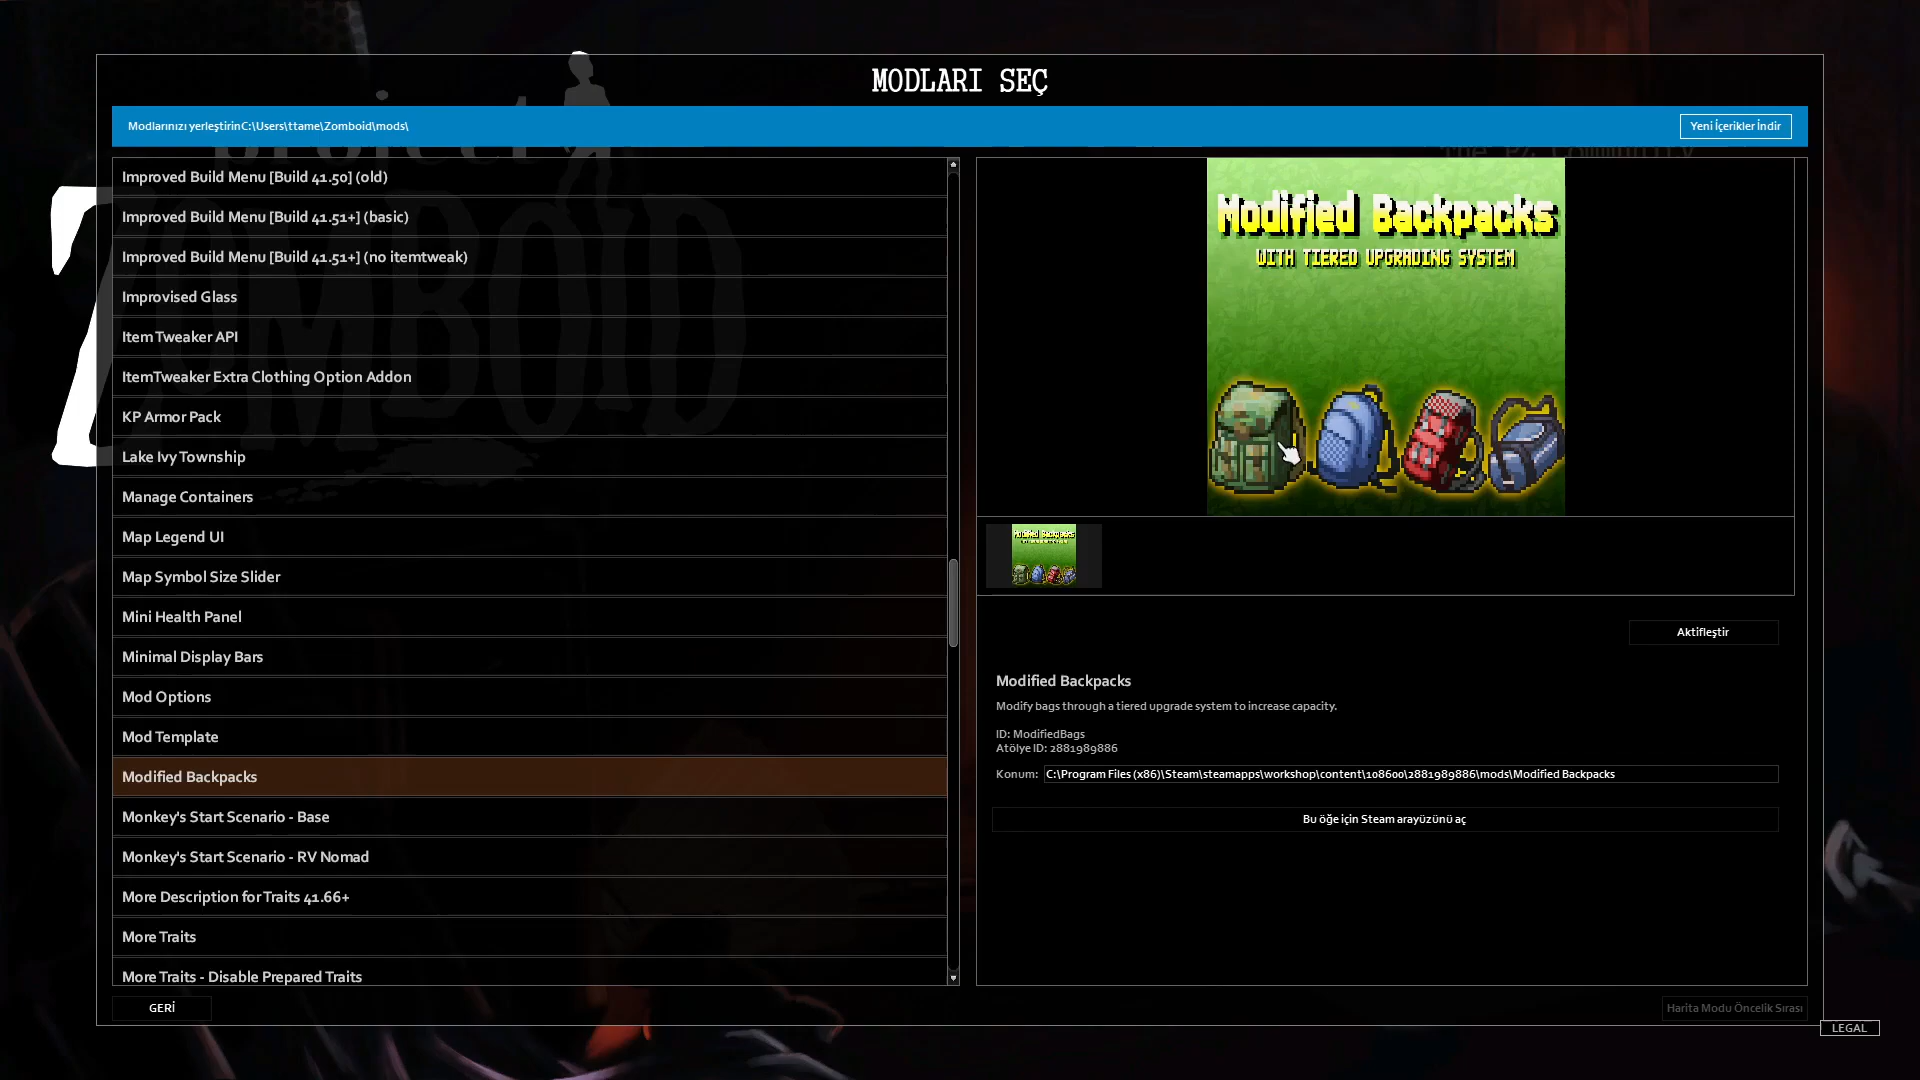 MODLARI SEÇ
Modlarınızı yerleştirinC:\Users\ttame\Zomboid\mods\
Yeni İçerikler İndir
project
The PZ Community
ZOMBOID
Improved Build Menu [Build 41.50] (old)
Improved Build Menu [Build 41.51+] (basic)
Improved Build Menu [Build 41.51+] (no itemtweak)
Improvised Glass
Item Tweaker API
ItemTweaker Extra Clothing Option Addon
KP Armor Pack
Lake Ivy Township
Manage Containers
Map Legend UI
Map Symbol Size Slider
Mini Health Panel
Minimal Display Bars
Mod Options
Mod Template
Modified Backpacks
Monkey's Start Scenario - Base
Monkey's Start Scenario - RV Nomad
More Description for Traits 41.66+
More Traits
More Traits - Disable Prepared Traits
GERİ
Modified Backpacks
WITH TIERED UPGRADING SYSTEM
Modified Backpacks
Aktifleştir
Modified Backpacks
Modify bags through a tiered upgrade system to increase capacity.
ID: ModifiedBags
Atölye ID: 2881989886
Konum: C:\Program Files (x86)\Steam\steamapps\workshop\content\108600\2881989886\mods\Modified Backpacks
Bu öğe için Steam arayüzünü aç
Harita Modu Öncelik Sırası
LEGAL